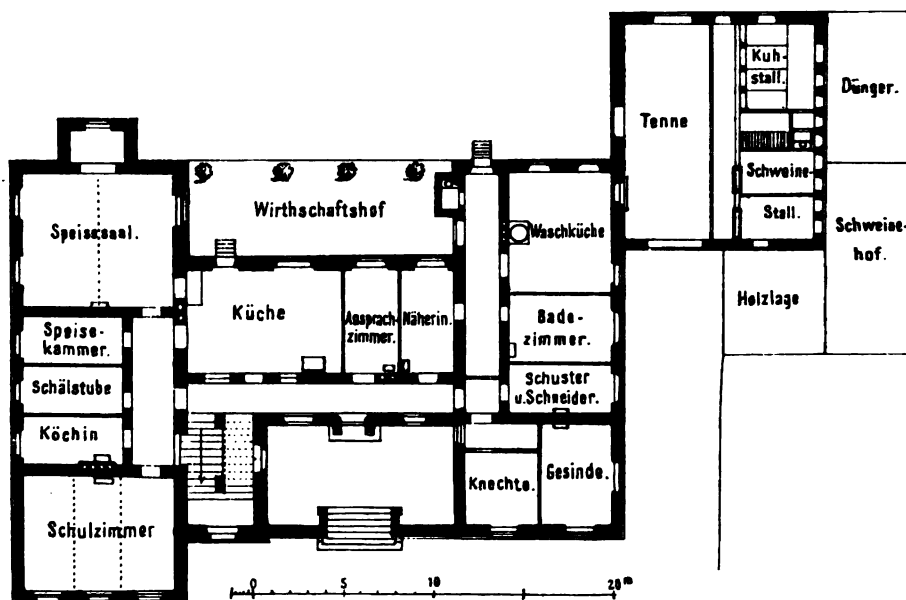 Kuh-
stall.
Dünger.
Tenne
Schweine-
Stall.
Schweine-
hof.
Holzlage
Speisesaal.
Wirthschaftshof
Waschküche
Küche
Aussprach-
zimmer.
Näherin.
Bade-
zimmer.
Speise-
kammer.
Schälstube
Köchin
Schuster
u. Schneider.
Knechte.
Gesinde.
Schulzimmer
0 5 10 20 m